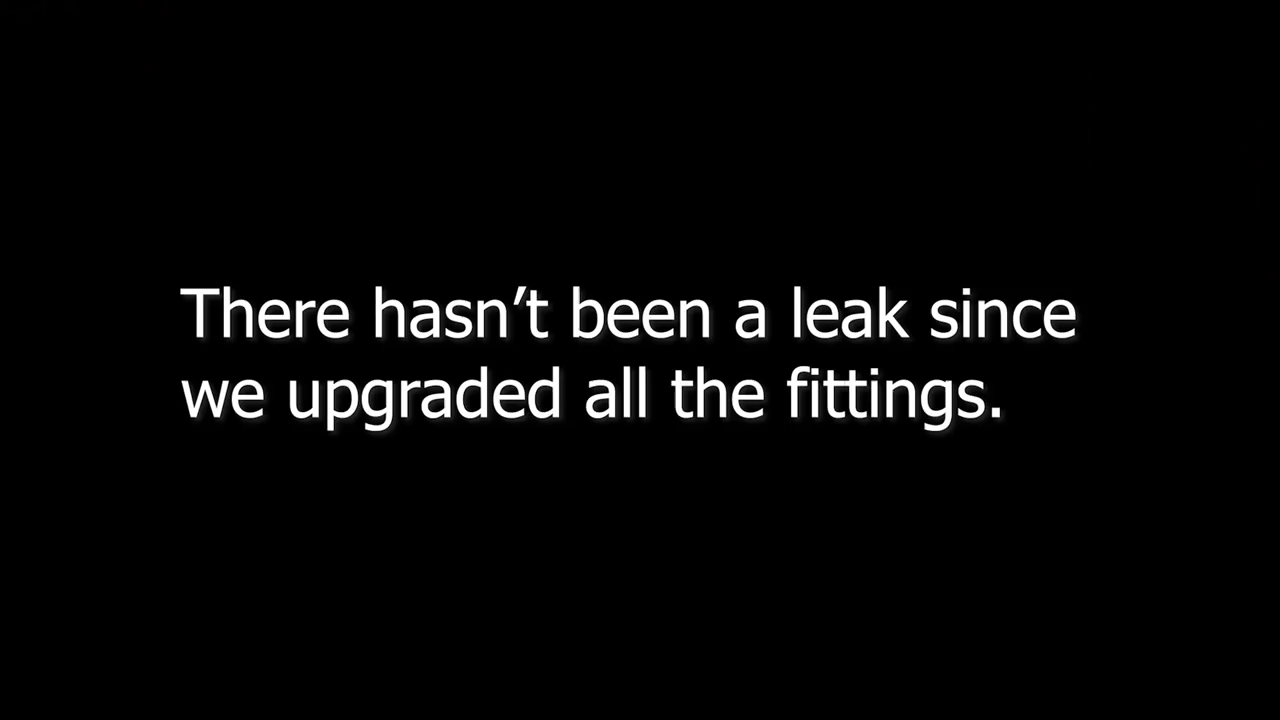 There hasn’t been a leak since
we upgraded all the fittings.